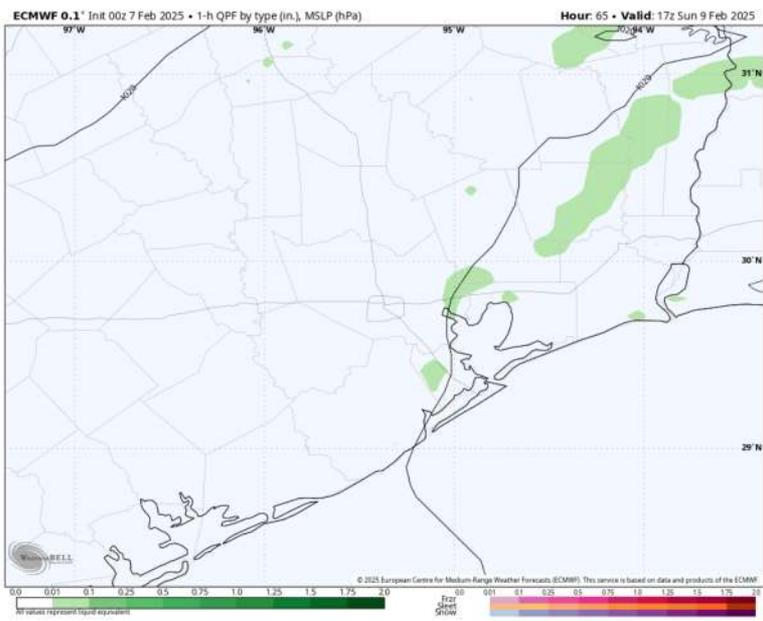 ECMWF 0.1° Init 00z 7 Feb 2025 • 1-h QPF by type (in.), MSLP (hPa)
Hour: 65 • Valid: 17z Sun 9 Feb 2025
97°W 96°W 95°W 94°W
1020
31°N
1020
1020
30°N
29°N
WeatherBELL
© 2025 European Centre for Medium-Range Weather Forecasts (ECMWF). This service is based on data and products of the ECMWF
0.0 0.01 0.1 0.25 0.5 0.75 1.0 1.25 1.5 1.75 2.0
All values represent liquid equivalent
0.0 0.01 0.1 0.25 0.5 0.75 1.0 1.25 1.5 1.75 2.0
Frzr
Sleet
Snow